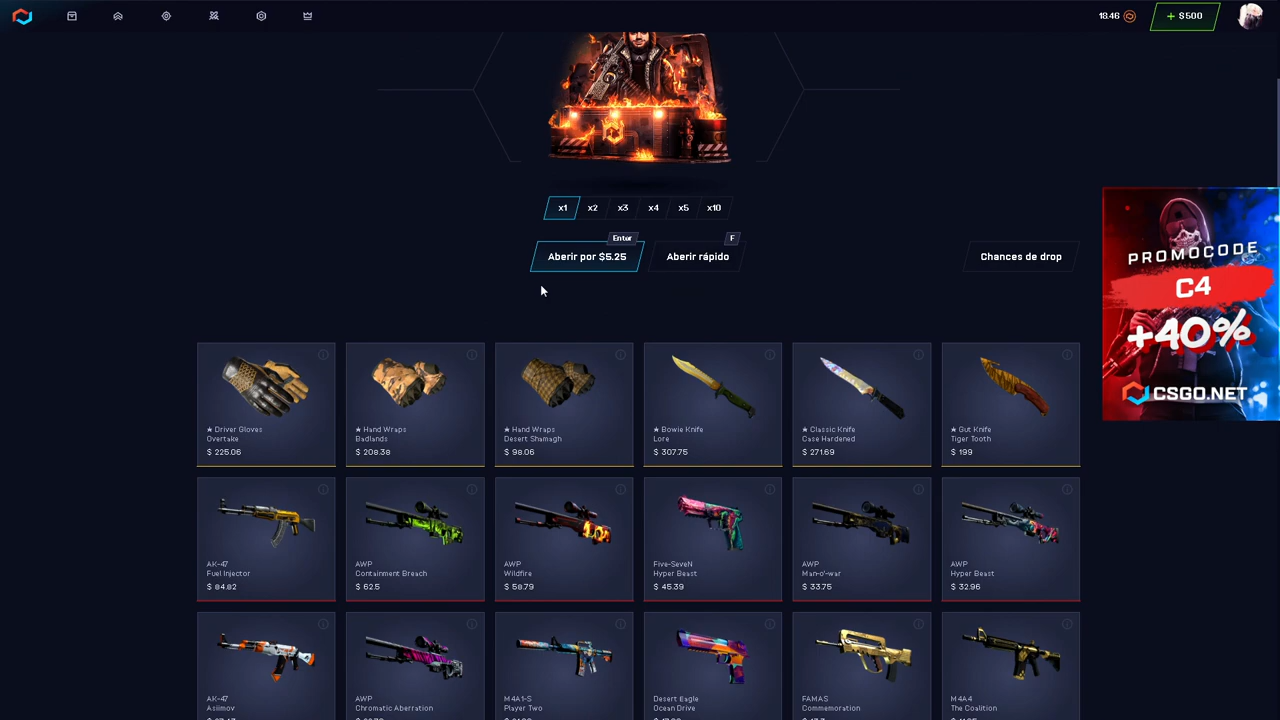 18.46
+ $500
x1 x2 x3 x4 x5 x10
Enter
F
Aberir por $5.25
Aberir rápido
Chances de drop
PROMOCODE
C4
+40%
CSGO.NET
★ Driver Gloves
Overtake
$ 225.06
★ Hand Wraps
Badlands
$ 208.38
★ Hand Wraps
Desert Shamagh
$ 98.06
★ Bowie Knife
Lore
$ 307.75
★ Classic Knife
Case Hardened
$ 271.69
★ Gut Knife
Tiger Tooth
$ 199
AK-47
Fuel Injector
$ 84.82
AWP
Containment Breach
$ 62.5
AWP
Wildfire
$ 58.79
Five-SeveN
Hyper Beast
$ 45.39
AWP
Man-o'-war
$ 33.75
AWP
Hyper Beast
$ 32.96
AK-47
Asiimov
AWP
Chromatic Aberration
M4A1-S
Player Two
Desert Eagle
Ocean Drive
FAMAS
Commemoration
M4A4
The Coalition